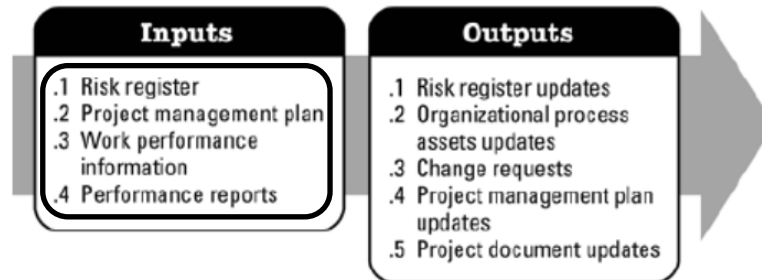 Inputs
.1 Risk register
.2 Project management plan
.3 Work performance
information
.4 Performance reports
Outputs
.1 Risk register updates
.2 Organizational process
assets updates
.3 Change requests
.4 Project management plan
updates
.5 Project document updates